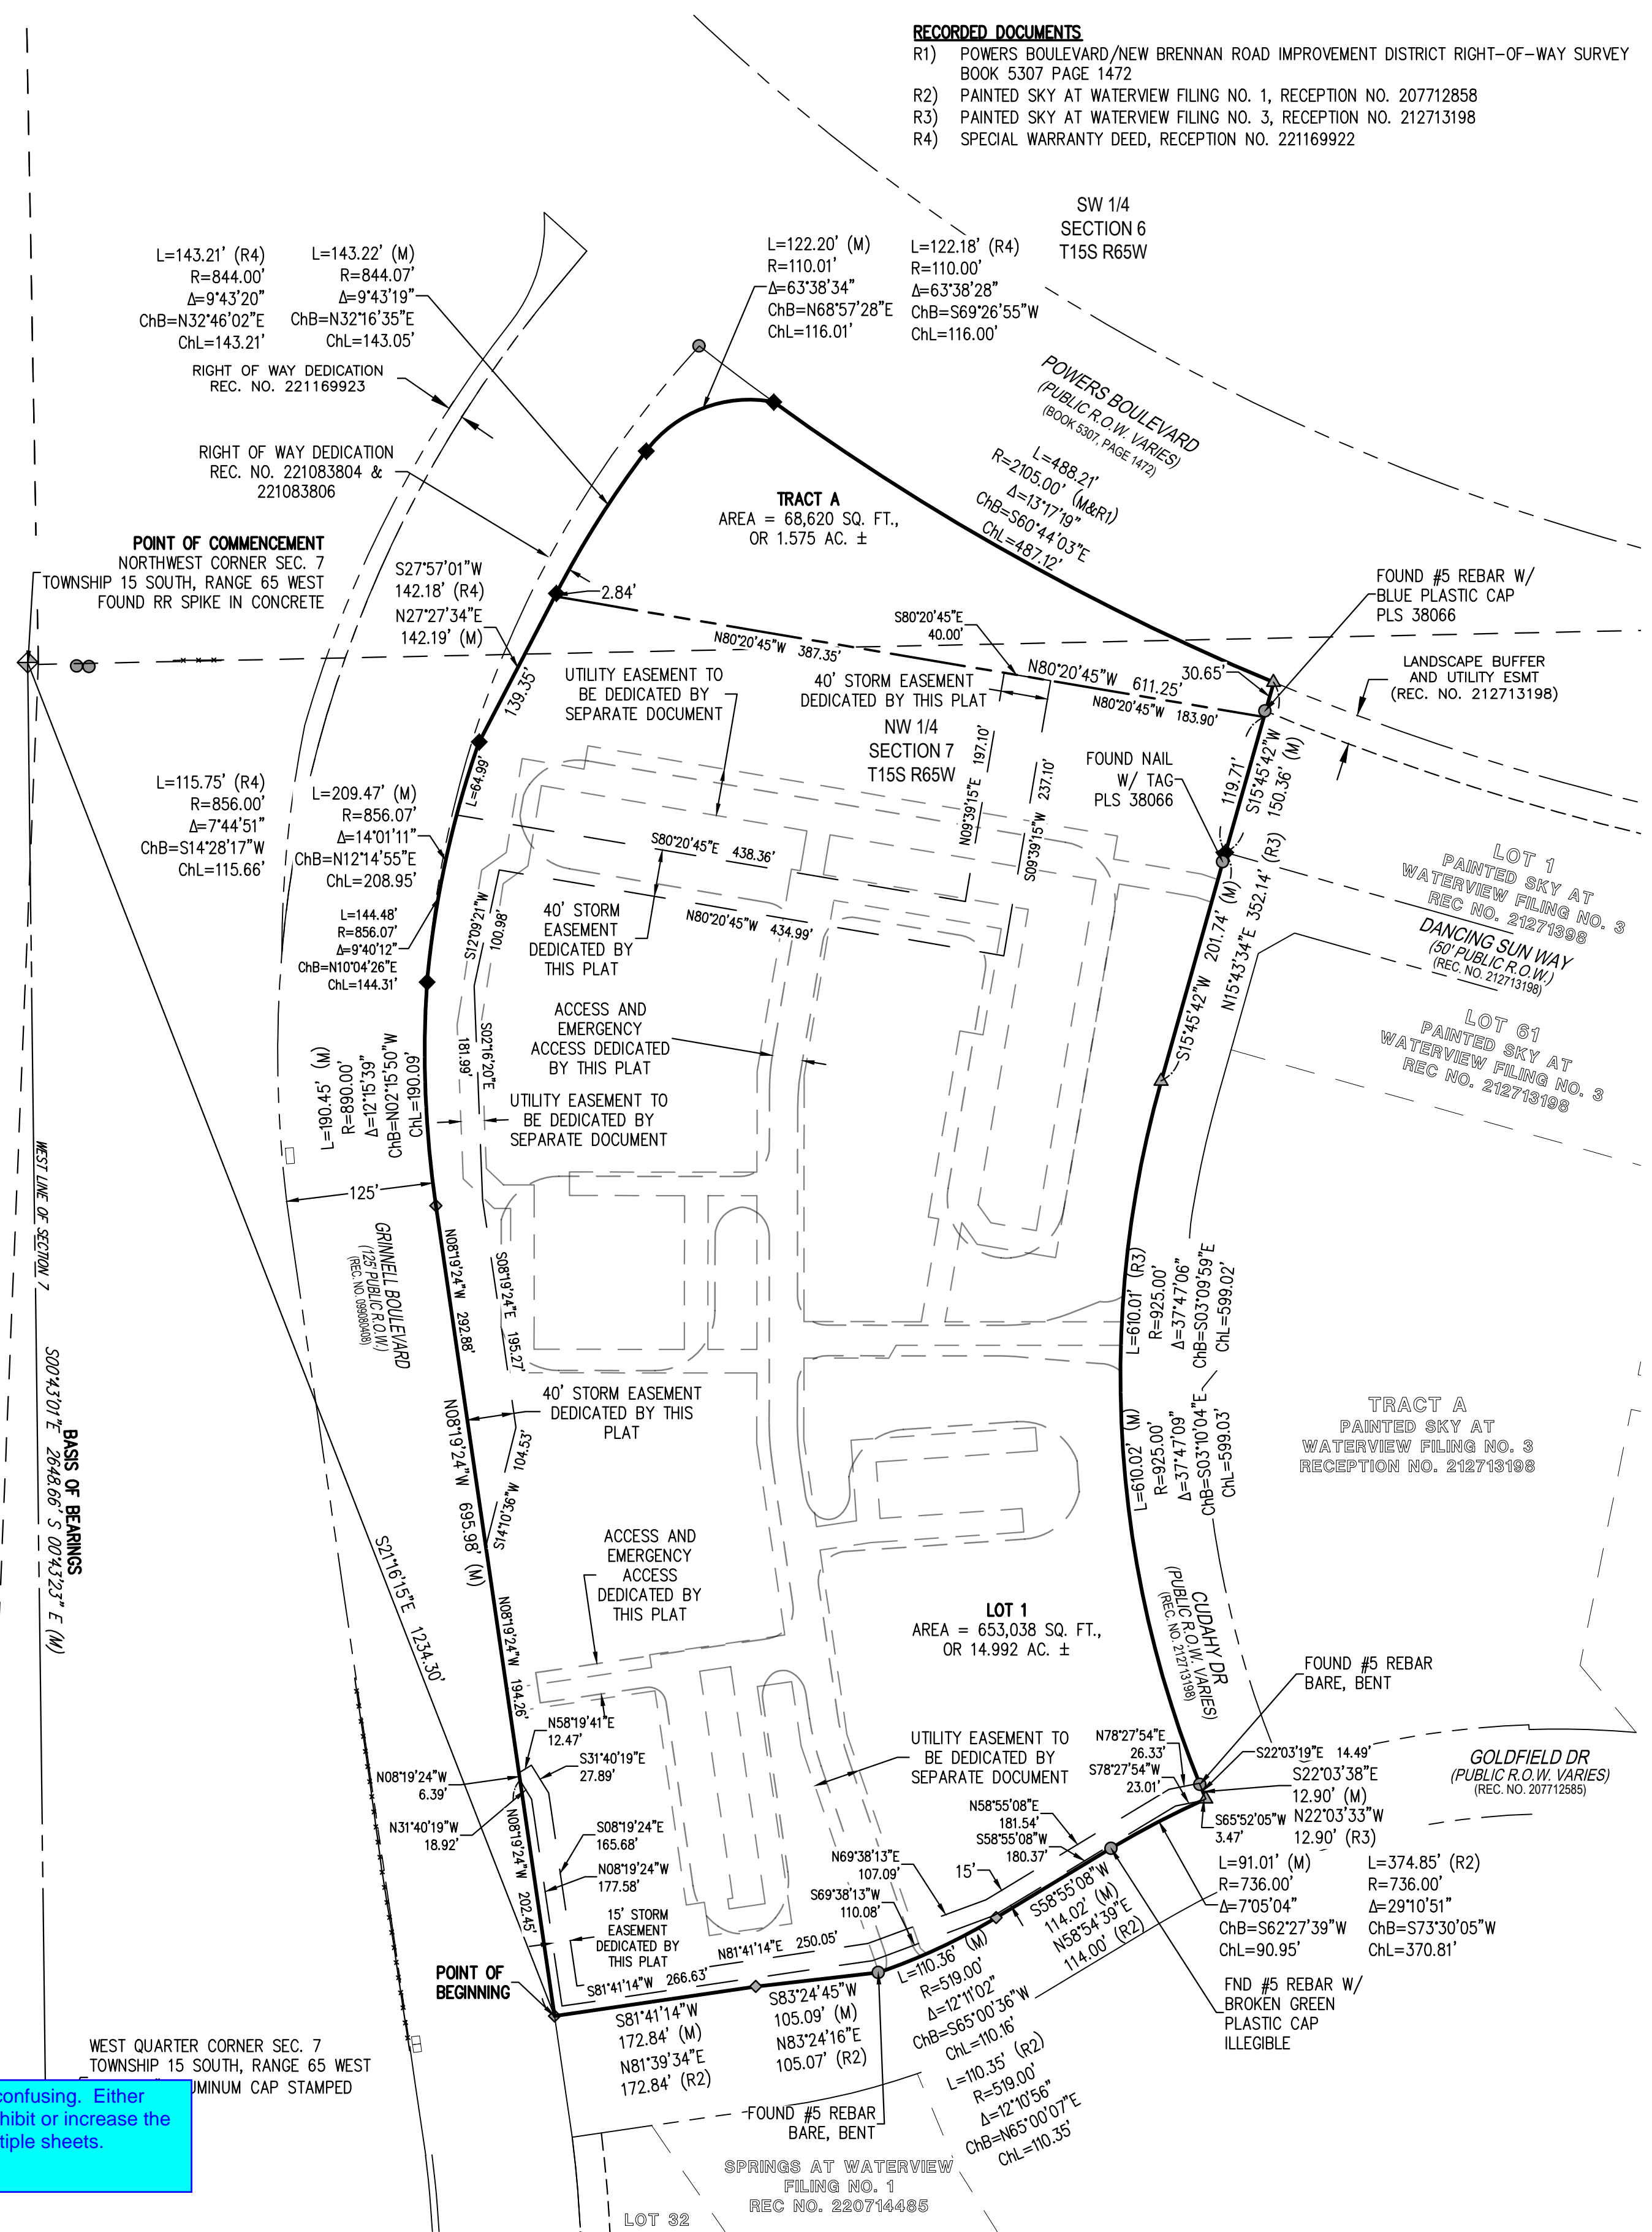 RECORDED DOCUMENTS
R1) POWERS BOULEVARD/NEW BRENNAN ROAD IMPROVEMENT DISTRICT RIGHT-OF-WAY SURVEY
BOOK 5307 PAGE 1472
R2) PAINTED SKY AT WATERVIEW FILING NO. 1, RECEPTION NO. 207712858
R3) PAINTED SKY AT WATERVIEW FILING NO. 3, RECEPTION NO. 212713198
R4) SPECIAL WARRANTY DEED, RECEPTION NO. 221169922
SW 1/4
SECTION 6
T15S R65W
L=143.21' (R4)
R=844.00'
Δ=9°43'20"
ChB=N32°46'02"E
ChL=143.21'
L=143.22' (M)
R=844.07'
Δ=9°43'19"
ChB=N32°16'35"E
ChL=143.05'
L=122.20' (M)
R=110.01'
Δ=63°38'34"
ChB=N68°57'28"E
ChL=116.01'
L=122.18' (R4)
R=110.00'
Δ=63°38'28"
ChB=S69°26'55"W
ChL=116.00'
RIGHT OF WAY DEDICATION
REC. NO. 221169923
RIGHT OF WAY DEDICATION
REC. NO. 221083804 &
221083806
POWERS BOULEVARD
(PUBLIC R.O.W. VARIES)
(BOOK 5307, PAGE 1472)
L=488.21'
R=2105.00' (M&R1)
Δ=13°17'19"
ChB=S60°44'03"E
ChL=487.12'
TRACT A
AREA = 68,620 SQ. FT.,
OR 1.575 AC. ±
POINT OF COMMENCEMENT
NORTHWEST CORNER SEC. 7
TOWNSHIP 15 SOUTH, RANGE 65 WEST
FOUND RR SPIKE IN CONCRETE
S27°57'01"W
142.18' (R4)
N27°27'34"E
142.19' (M)
2.84'
139.35'
FOUND #5 REBAR W/
BLUE PLASTIC CAP
PLS 38066
S80°20'45"E
40.00'
N80°20'45"W 387.35'
N80°20'45"W 611.25'
N80°20'45"W 183.90'
30.65'
LANDSCAPE BUFFER
AND UTILITY ESMT
(REC. NO. 212713198)
UTILITY EASEMENT TO
BE DEDICATED BY
SEPARATE DOCUMENT
40' STORM EASEMENT
DEDICATED BY THIS PLAT
NW 1/4
SECTION 7
T15S R65W
N09°39'15"E 197.10'
S09°39'15"W 237.10'
FOUND NAIL
W/ TAG
PLS 38066
119.71'
S15°45'42"W
150.36' (M)
L=115.75' (R4)
R=856.00'
Δ=7°44'51"
ChB=S14°28'17"W
ChL=115.66'
L=209.47' (M)
R=856.07'
Δ=14°01'11"
ChB=N12°14'55"E
ChL=208.95'
L=64.99'
L=144.48'
R=856.07'
Δ=9°40'12"
ChB=N10°04'26"E
ChL=144.31'
S80°20'45"E 438.36'
N80°20'45"W 434.99'
40' STORM
EASEMENT
DEDICATED BY
THIS PLAT
S12°09'21"W
100.98'
S02°16'20"E
181.99'
ACCESS AND
EMERGENCY
ACCESS DEDICATED
BY THIS PLAT
UTILITY EASEMENT TO
BE DEDICATED BY
SEPARATE DOCUMENT
S15°45'42"W 201.74' (M)
N15°43'34"E 352.14' (R3)
LOT 1
PAINTED SKY AT
WATERVIEW FILING NO. 3
REC NO. 21271398
DANCING SUN WAY
(50' PUBLIC R.O.W.)
(REC. NO. 212713198)
LOT 61
PAINTED SKY AT
WATERVIEW FILING NO. 3
REC NO. 212713198
L=190.45' (M)
R=890.00'
Δ=12°15'39"
ChB=N02°15'50"W
ChL=190.09'
WEST LINE OF SECTION 7
125'
GRINNELL BOULEVARD
(125' PUBLIC R.O.W.)
(REC. NO. 099080408)
N08°19'24"W 292.88'
S08°19'24"E 195.27'
L=610.01' (R3)
R=925.00'
Δ=37°47'06"
ChB=S03°09'59"E
ChL=599.02'
L=610.02' (M)
R=925.00'
Δ=37°47'09"
ChB=S03°10'04"E
ChL=599.03'
TRACT A
PAINTED SKY AT
WATERVIEW FILING NO. 3
RECEPTION NO. 212713198
BASIS OF BEARINGS
S00°43'01"E 2648.66' S 00°43'23" E (M)
40' STORM EASEMENT
DEDICATED BY THIS
PLAT
N08°19'24"W 695.98' (M)
S14°10'36"W 104.53'
S21°16'15"E 1234.30'
ACCESS AND
EMERGENCY
ACCESS
DEDICATED BY
THIS PLAT
N08°19'24"W 194.26'
LOT 1
AREA = 653,038 SQ. FT.,
OR 14.992 AC. ±
CUDAHY DR
(PUBLIC R.O.W. VARIES)
(REC. NO. 212713198)
FOUND #5 REBAR
BARE, BENT
N58°19'41"E
12.47'
S31°40'19"E
27.89'
N08°19'24"W
6.39'
N31°40'19"W
18.92'
N08°19'24"W 202.45'
S08°19'24"E
165.68'
N08°19'24"W
177.58'
UTILITY EASEMENT TO
BE DEDICATED BY
SEPARATE DOCUMENT
N78°27'54"E
26.33'
S78°27'54"W
23.01'
S22°03'19"E 14.49'
S22°03'38"E
12.90' (M)
N22°03'33"W
12.90' (R3)
S65°52'05"W
3.47'
GOLDFIELD DR
(PUBLIC R.O.W. VARIES)
(REC. NO. 207712585)
N58°55'08"E
181.54'
S58°55'08"W
180.37'
N69°38'13"E
107.09'
S69°38'13"W
110.08'
15'
S58°55'08"W
114.02' (M)
N58°54'39"E
114.00' (R2)
L=91.01' (M)
R=736.00'
Δ=7°05'04"
ChB=S62°27'39"W
ChL=90.95'
L=374.85' (R2)
R=736.00'
Δ=29°10'51"
ChB=S73°30'05"W
ChL=370.81'
15' STORM
EASEMENT
DEDICATED BY
THIS PLAT
N81°41'14"E 250.05'
S81°41'14"W 266.63'
POINT OF
BEGINNING
S81°41'14"W
172.84' (M)
N81°39'34"E
172.84' (R2)
S83°24'45"W
105.09' (M)
N83°24'16"E
105.07' (R2)
L=110.36' (M)
R=519.00'
Δ=12°11'02"
ChB=S65°00'36"W
ChL=110.16'
L=110.35' (R2)
R=519.00'
Δ=12°10'56"
ChB=N65°00'07"E
ChL=110.35'
FND #5 REBAR W/
BROKEN GREEN
PLASTIC CAP
ILLEGIBLE
FOUND #5 REBAR
BARE, BENT
WEST QUARTER CORNER SEC. 7
TOWNSHIP 15 SOUTH, RANGE 65 WEST
CAP STAMPED
confusing. Either
hibit or increase the
tiple sheets.
SPRINGS AT WATERVIEW
FILING NO. 1
REC NO. 220714485
LOT 32